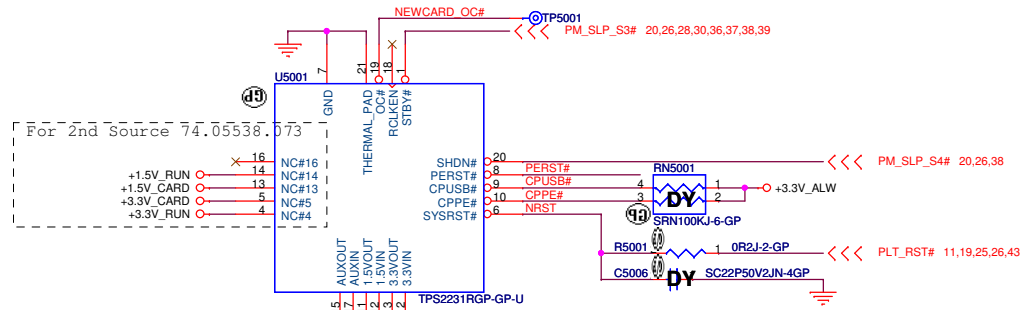 NEWCARD_OC#
TP5001
PM_SLP_S3# 20,26,28,30,36,37,38,39
U5001
7
21
19
18
1
GP
GND
THERMAL_PAD
OC#
RCLKEN
STBY#
For 2nd Source 74.05538.073
16 NC#16
+1.5V_RUN 14 NC#14
+1.5V_CARD 13 NC#13
+3.3V_CARD 5 NC#5
+3.3V_RUN 4 NC#4
SHDN# 20 PM_SLP_S4# 20,26,38
PERST# 8 PERST#
CPUSB# 9 CPUSB#
CPPE# 10 CPPE#
SYSRST# 6 NRST
RN5001
4 1
3 2
DY
+3.3V_ALW
GP
SRN100KJ-6-GP
R5001 1 0R2J-2-GP PLT_RST# 11,19,25,26,43
C5006 DY SC22P50V2JN-4GP
AUXOUT
AUXIN
1.5VOUT
1.5VIN
3.3VOUT
3.3VIN
5
7
1
2
3
2
TPS2231RGP-GP-U